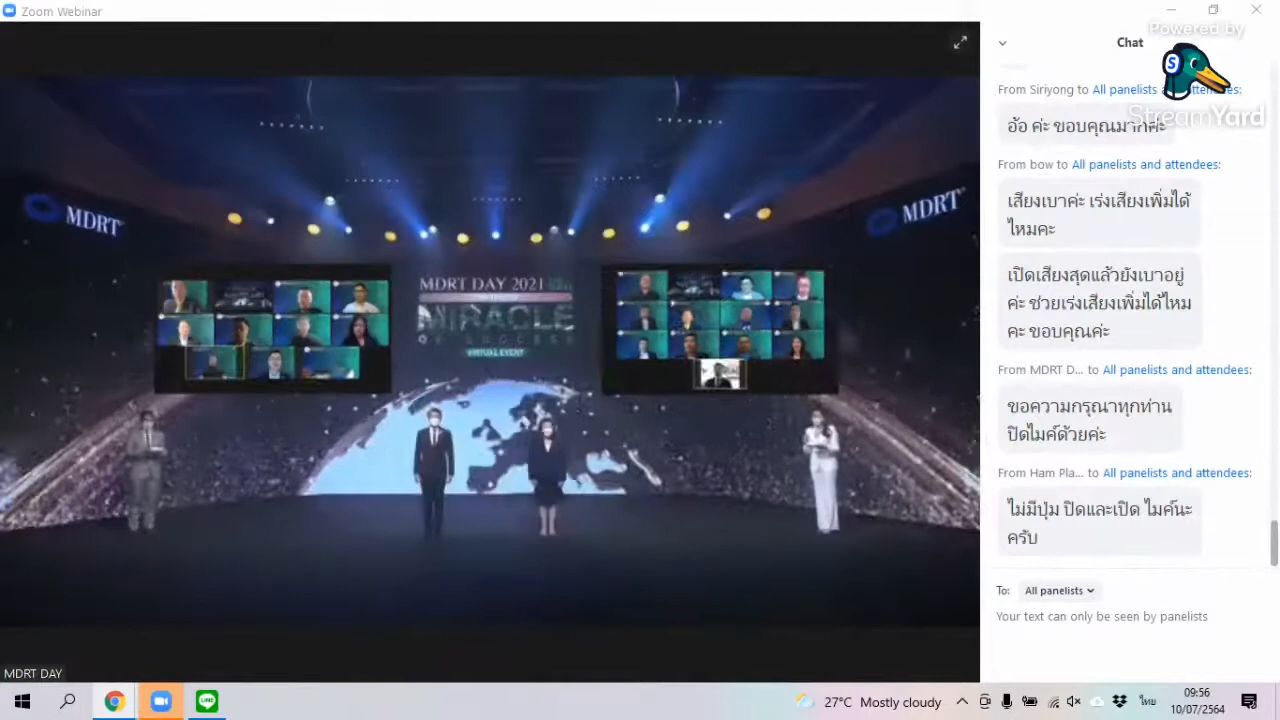 Zoom Webinar
Powered by
StreamYard
MDRT
MDRT
MDRT DAY 2021
MIRACLE
OF SUCCESS
VIRTUAL EVENT
MDRT DAY
Chat
From Siriyong to All panelists and attendees:
อ้อ ค่ะ ขอบคุณมากค่ะ
From bow to All panelists and attendees:
เสียงเบาค่ะ เร่งเสียงเพิ่มได้
ไหมคะ
เปิดเสียงสุดแล้วยังเบาอยู่
ค่ะ ช่วยเร่งเสียงเพิ่มได้ไหม
คะ ขอบคุณค่ะ
From MDRT D... to All panelists and attendees:
ขอความกรุณาทุกท่าน
ปิดไมค์ด้วยค่ะ
From Ham Pla... to All panelists and attendees:
ไม่มีปุ่ม ปิดและเปิด ไมค์นะ
ครับ
To: All panelists
Your text can only be seen by panelists
27°C Mostly cloudy
ไทย
09:56
10/07/2564